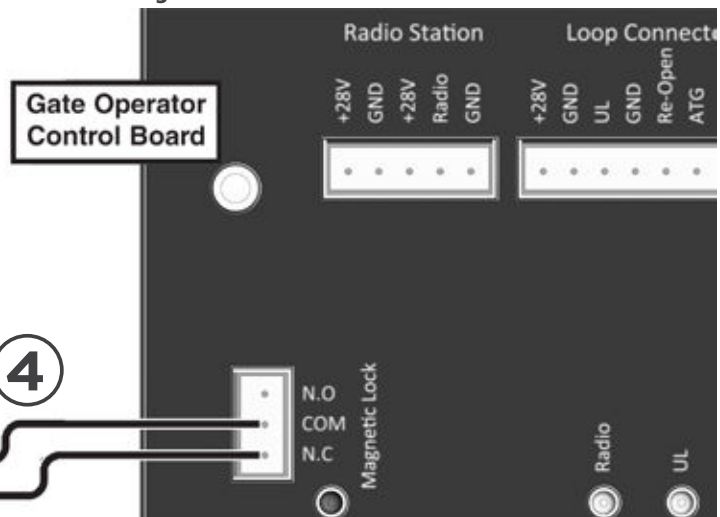 Radio Station
Loop Connect
+28V
GND
+28V
Radio
GND
+28V
GND
UL
GND
Re-Open
ATG
Gate Operator
Control Board
4
N.O
COM
N.C
Magnetic Lock
Radio
UL